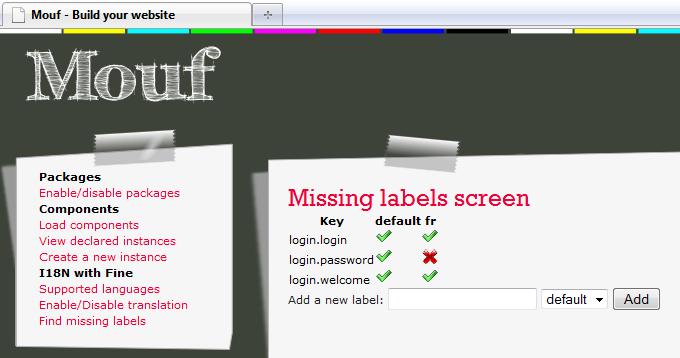 Mouf - Build your website
Mouf
Packages
Enable/disable packages
Components
Load components
View declared instances
Create a new instance
I18N with Fine
Supported languages
Enable/Disable translation
Find missing labels
Missing labels screen
Key default fr
login.login
login.password
login.welcome
Add a new label: default Add